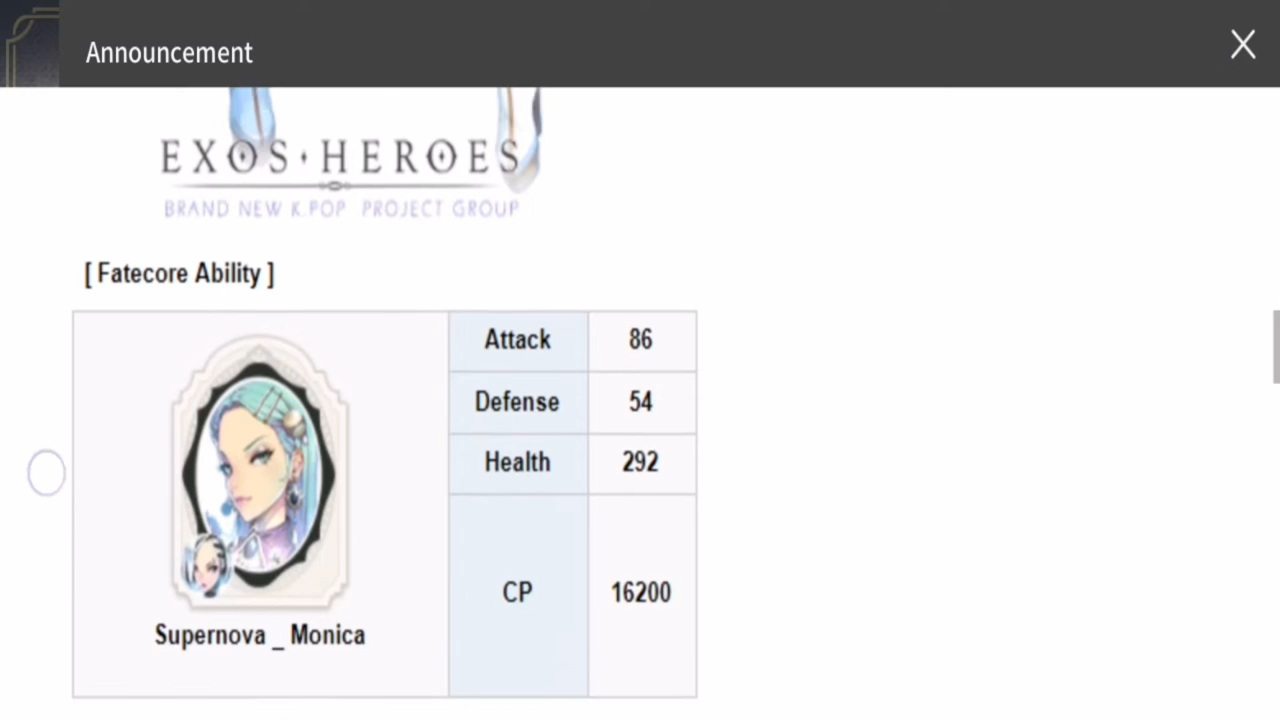 Announcement
EXOS·HEROES
BRAND NEW K.POP PROJECT GROUP
[ Fatecore Ability ]
Attack 86
Defense 54
Health 292
CP 16200
Supernova _ Monica